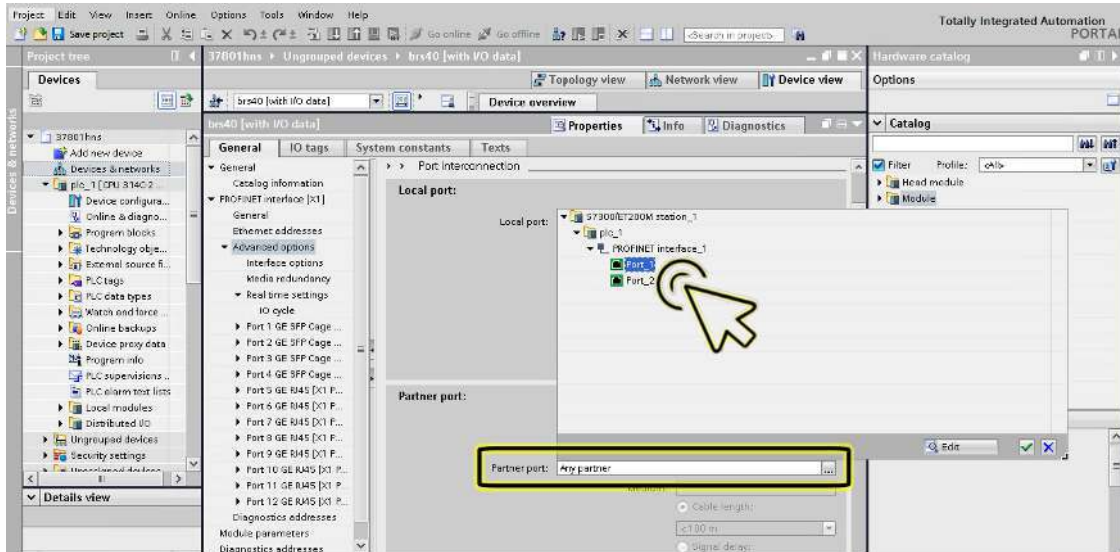 Project Edit View Insert Online Options Tools Window Help
Totally Integrated Automation
PORTAL
Save project
Go online Go offline
<Search in project>
Project tree
37801hns Ungrouped devices brs40 [with I/O data]
Hardware catalog
Devices
Topology view Network view Device view
Options
brs40 [with I/O data]
Device overview
Devices & networks
brs40 [with I/O data]
Properties Info Diagnostics
Catalog
General IO tags System constants Texts
Filter Profile: <All>
Head module
Module
37801hns
Add new device
Devices & networks
plc_1 [CPU 314C-2 ...
Device configura...
Online & diagno...
Program blocks
Technology obje...
External source fi...
PLC tags
PLC data types
Watch and force ...
Online backups
Device proxy data
Program info
PLC supervisions ...
PLC alarm text lists
Local modules
Distributed I/O
Ungrouped devices
Security settings
Details view
General
Catalog information
PROFINET interface [X1]
General
Ethernet addresses
Advanced options
Interface options
Media redundancy
Real time settings
IO cycle
Port 1 GE SFP Cage ...
Port 2 GE SFP Cage ...
Port 3 GE SFP Cage ...
Port 4 GE SFP Cage ...
Port 5 GE RJ45 [X1 P...
Port 6 GE RJ45 [X1 P...
Port 7 GE RJ45 [X1 P...
Port 8 GE RJ45 [X1 P...
Port 9 GE RJ45 [X1 P...
Port 10 GE RJ45 [X1 P...
Port 11 GE RJ45 [X1 P...
Port 12 GE RJ45 [X1 P...
Diagnostics addresses
Module parameters
Diagnostics addresses
Port interconnection
Local port:
Local port:
S7300/ET200M station_1
plc_1
PROFINET interface_1
Port_1
Port_2
Edit
Partner port:
Partner port: Any partner ...
Cable length:
<100 m
Signal delay: